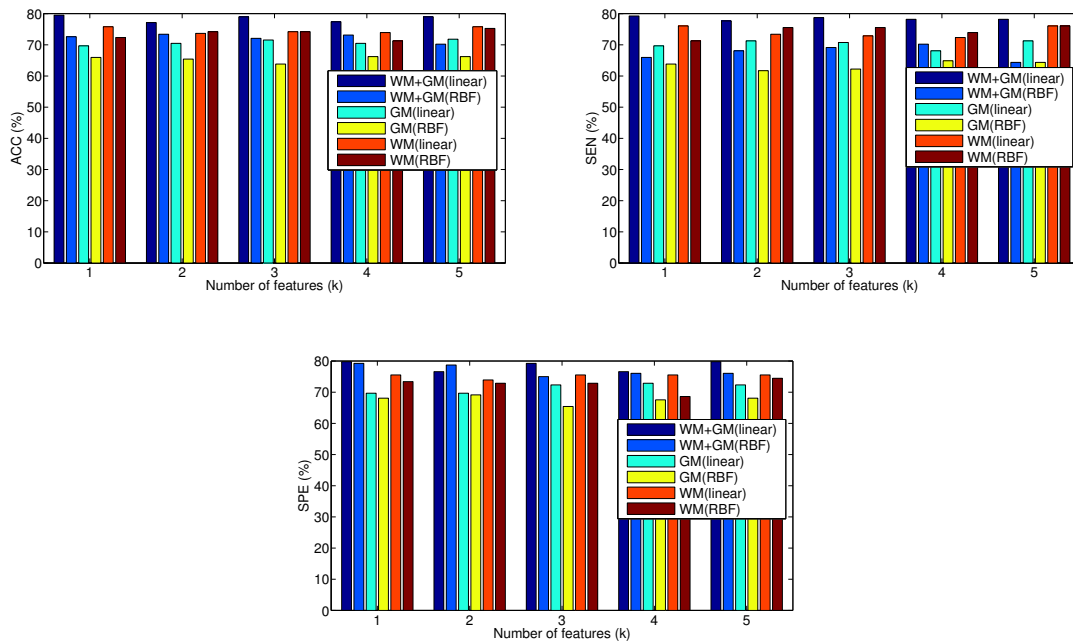 80
70
60
50
40
30
20
10
0
ACC (%)
1 2 3 4 5
Number of features (k)
WM+GM(linear)
WM+GM(RBF)
GM(linear)
GM(RBF)
WM(linear)
WM(RBF)
80
70
60
50
40
30
20
10
0
SEN (%)
1 2 3 4 5
Number of features (k)
WM+GM(linear)
WM+GM(RBF)
GM(linear)
GM(RBF)
WM(linear)
WM(RBF)
80
70
60
50
40
30
20
10
0
SPE (%)
1 2 3 4 5
Number of features (k)
WM+GM(linear)
WM+GM(RBF)
GM(linear)
GM(RBF)
WM(linear)
WM(RBF)